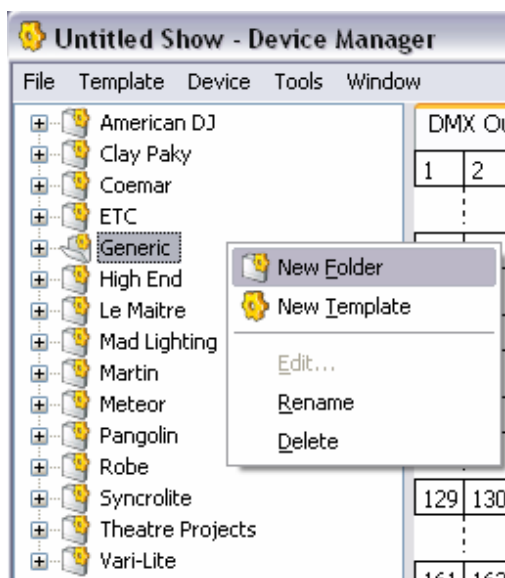 Untitled Show - Device Manager
File Template Device Tools Window
American DJ
Clay Paky
Coemar
ETC
Generic
High End
Le Maitre
Mad Lighting
Martin
Meteor
Pangolin
Robe
Syncrolite
Theatre Projects
Vari-Lite
New Folder
New Template
Edit...
Rename
Delete
DMX
1 2
129 130